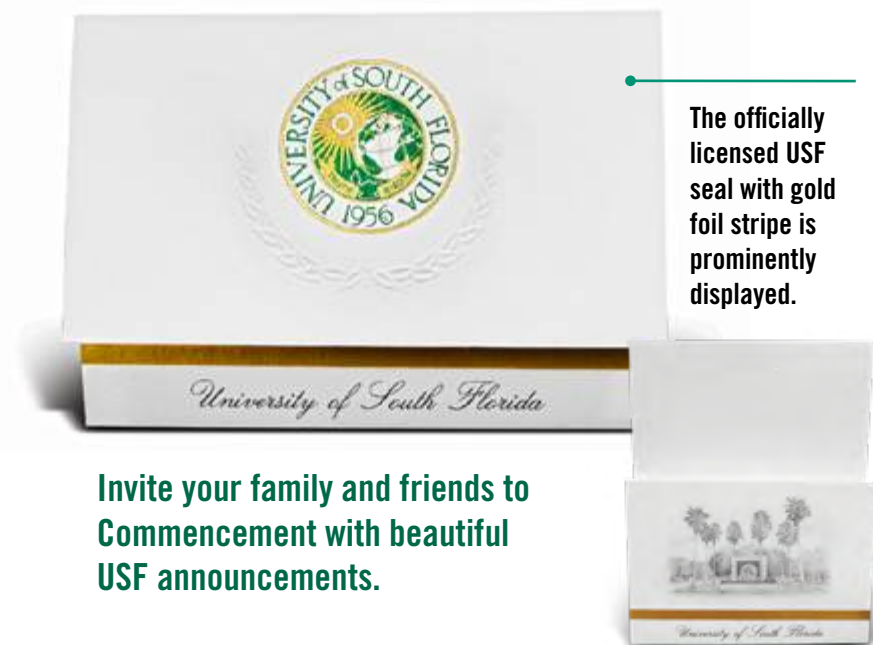 UNIVERSITY of SOUTH FLORIDA
1956
The officially
licensed USF
seal with gold
foil stripe is
prominently
displayed.
University of South Florida
Invite your family and friends to
Commencement with beautiful
USF announcements.
University of South Florida